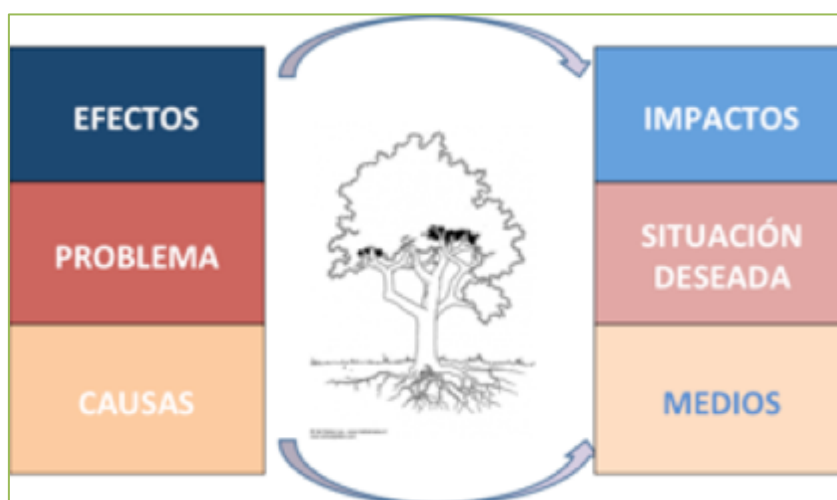 EFECTOS
PROBLEMA
CAUSAS
IMPACTOS
SITUACIÓN
DESEADA
MEDIOS